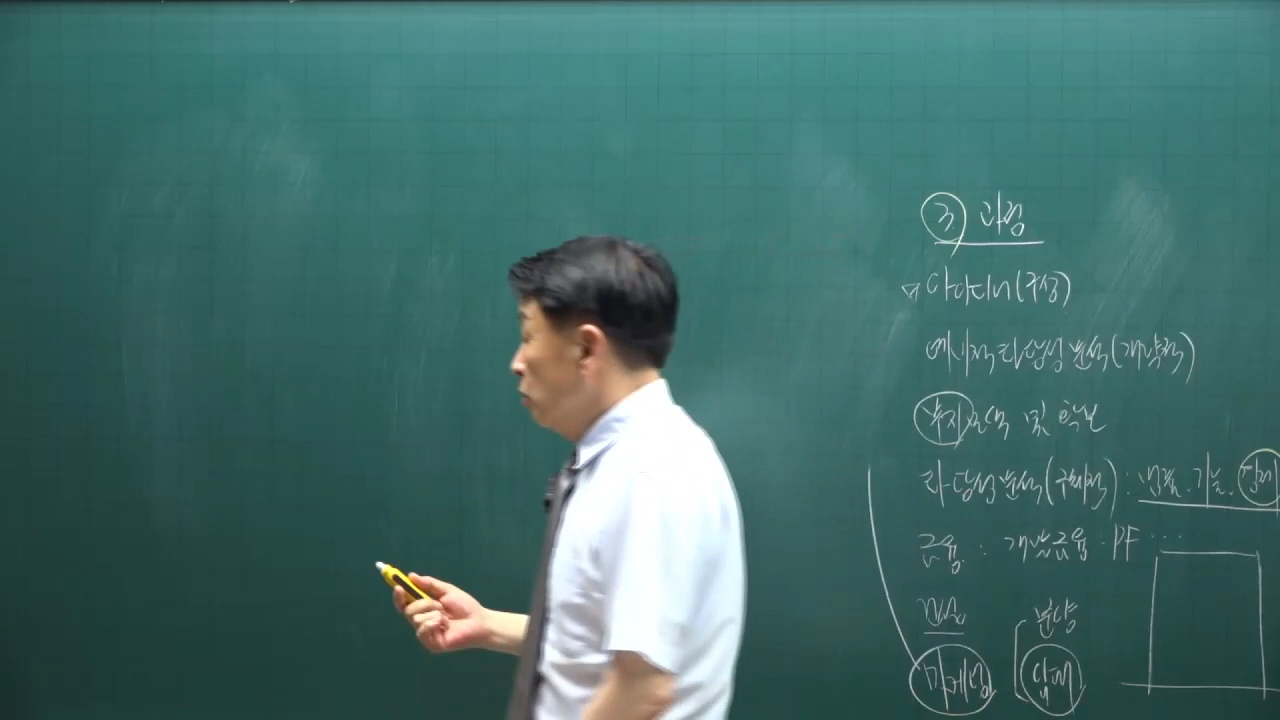 ③ 과정
아이디어(구상)
예비적 타당성 분석(개략적)
부지모색 및 확보
타당성 분석(구체적) : 법률. 기술. 경제
금융 : 개발금융. PF ...
건설 분양
마케팅 임대